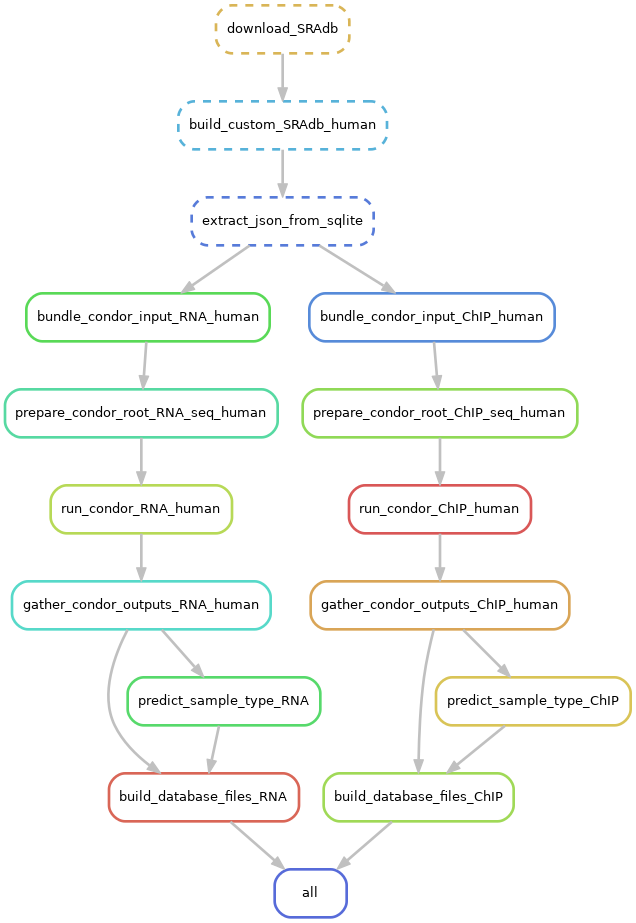 download_SRAdb
build_custom_SRAdb_human
extract_json_from_sqlite
bundle_condor_input_RNA_human
bundle_condor_input_ChIP_human
prepare_condor_root_RNA_seq_human
prepare_condor_root_ChIP_seq_human
run_condor_RNA_human
run_condor_ChIP_human
gather_condor_outputs_RNA_human
gather_condor_outputs_ChIP_human
predict_sample_type_RNA
predict_sample_type_ChIP
build_database_files_RNA
build_database_files_ChIP
all